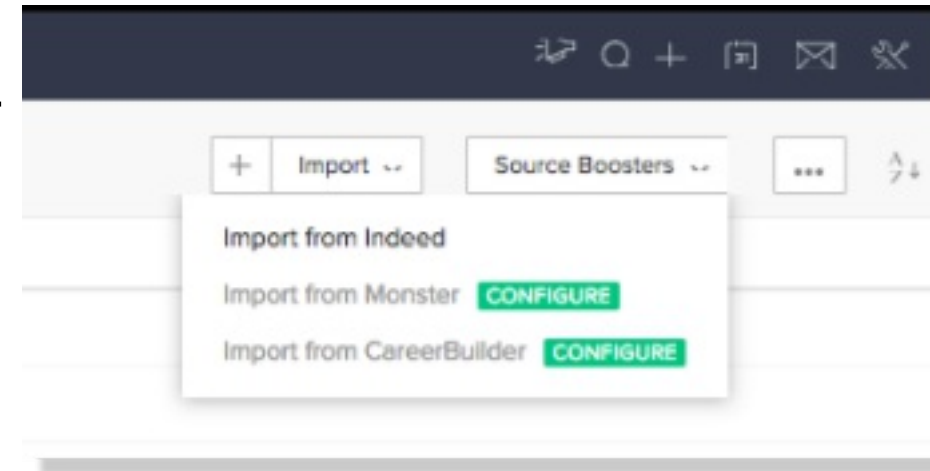 + Import Source Boosters ...
Import from Indeed
Import from Monster CONFIGURE
Import from CareerBuilder CONFIGURE